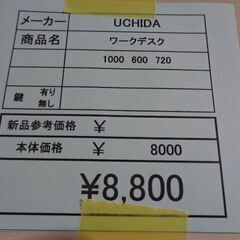 メーカー UCHIDA
商品名 ワークデスク
1000 600 720
鍵 有り 無し
新品参考価格 ¥
本体価格 ¥ 8000
¥8,800